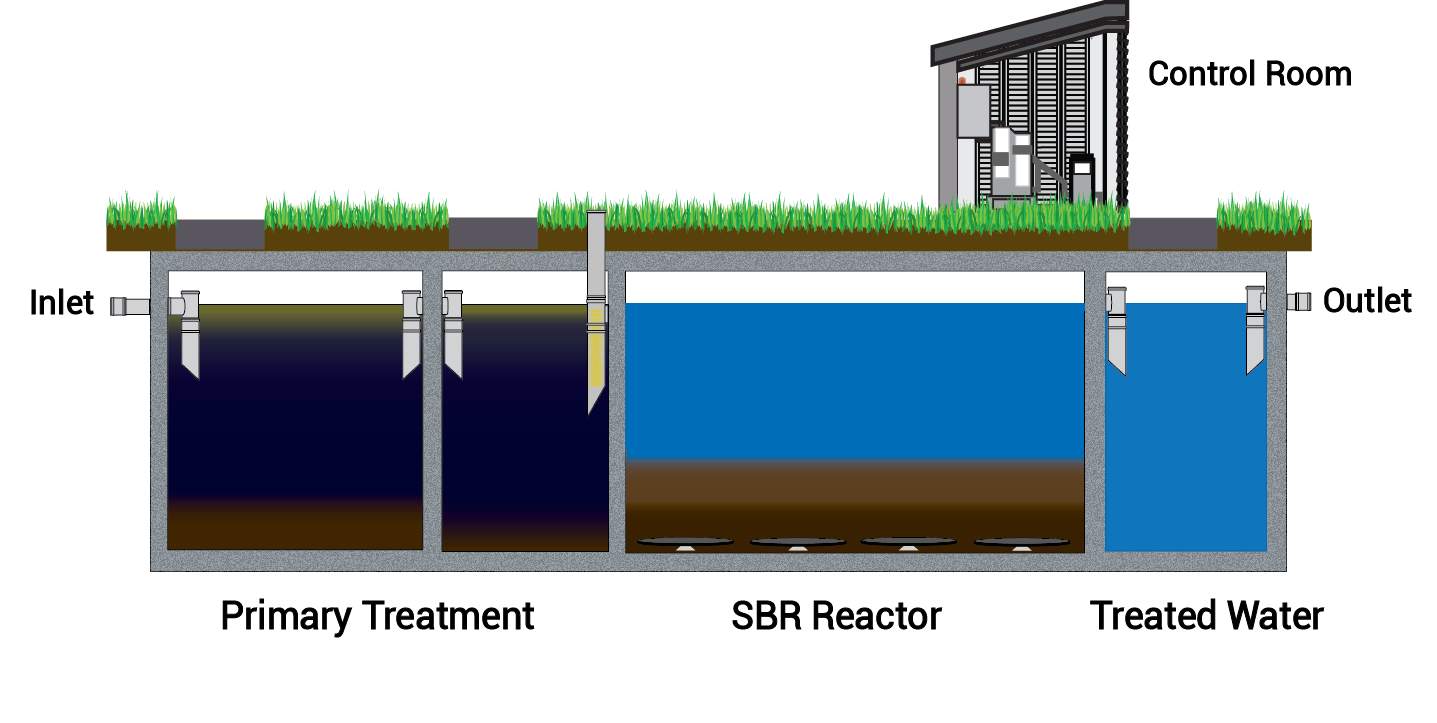 Control Room
Inlet
Outlet
Primary Treatment
SBR Reactor
Treated Water